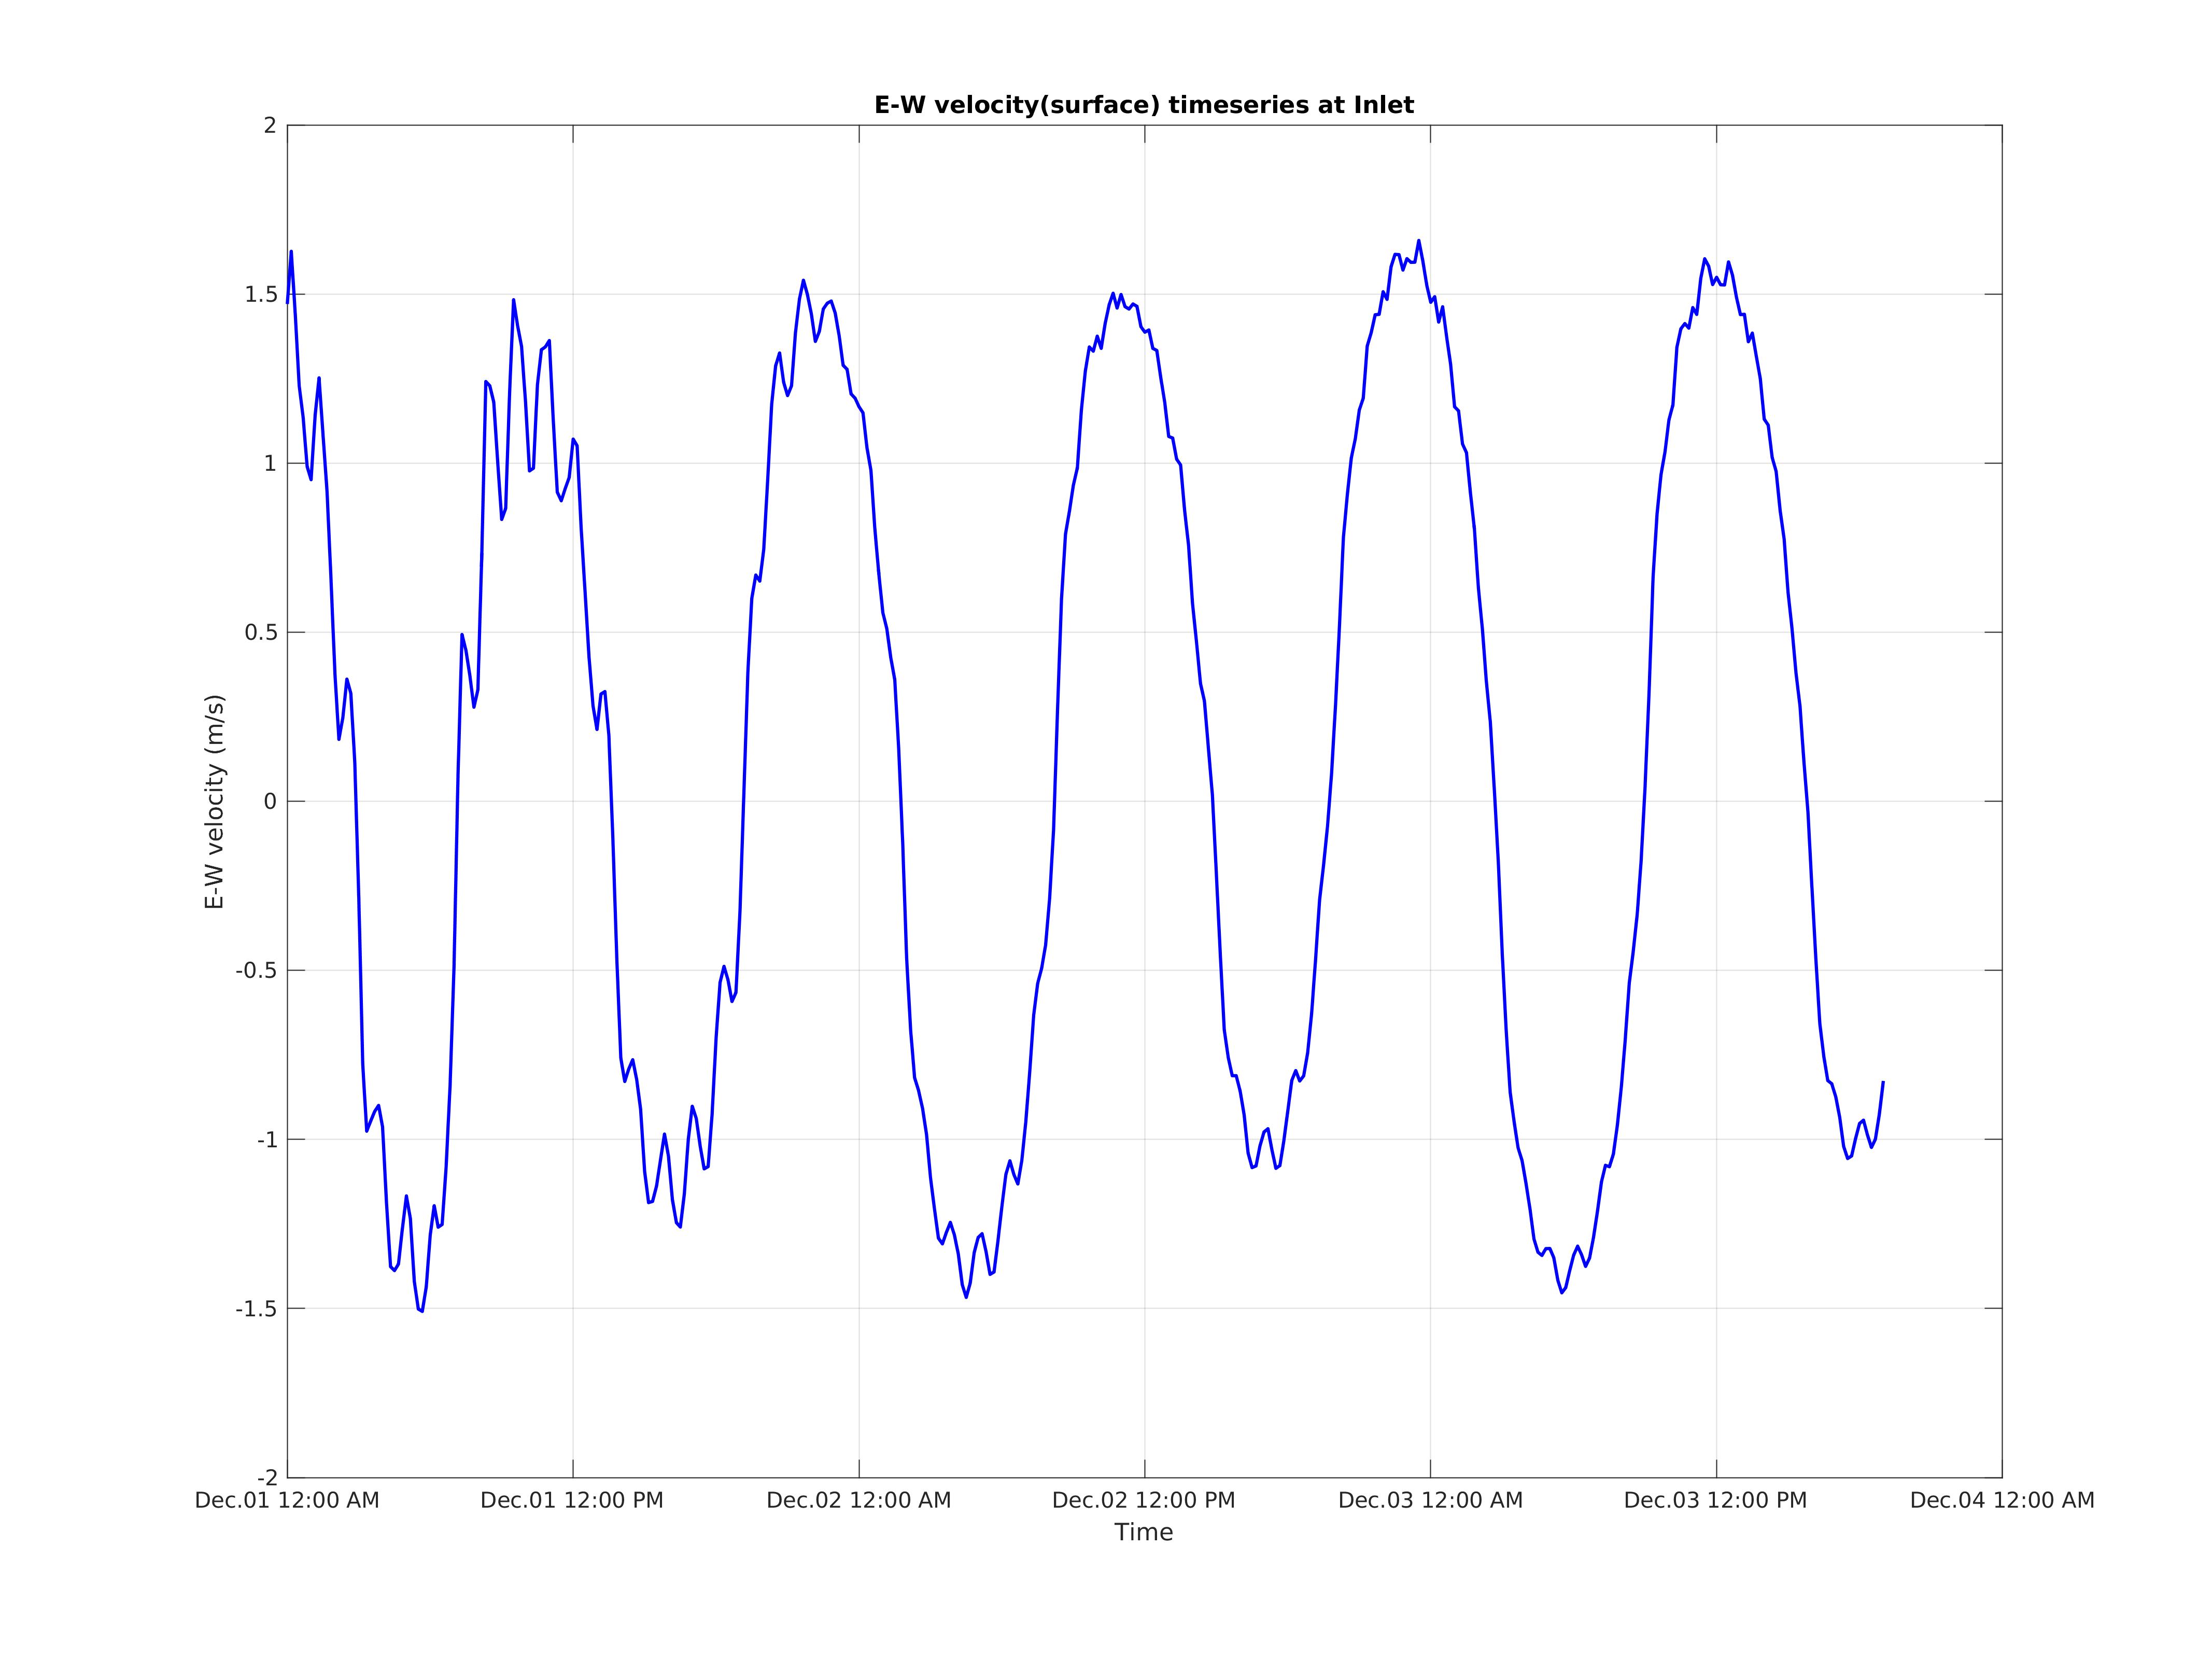 E-W velocity(surface) timeseries at Inlet
2
1.5
1
0.5
0
-0.5
-1
-1.5
-2
E-W velocity (m/s)
Dec.01 12:00 AM Dec.01 12:00 PM Dec.02 12:00 AM Dec.02 12:00 PM Dec.03 12:00 AM Dec.03 12:00 PM Dec.04 12:00 AM
Time